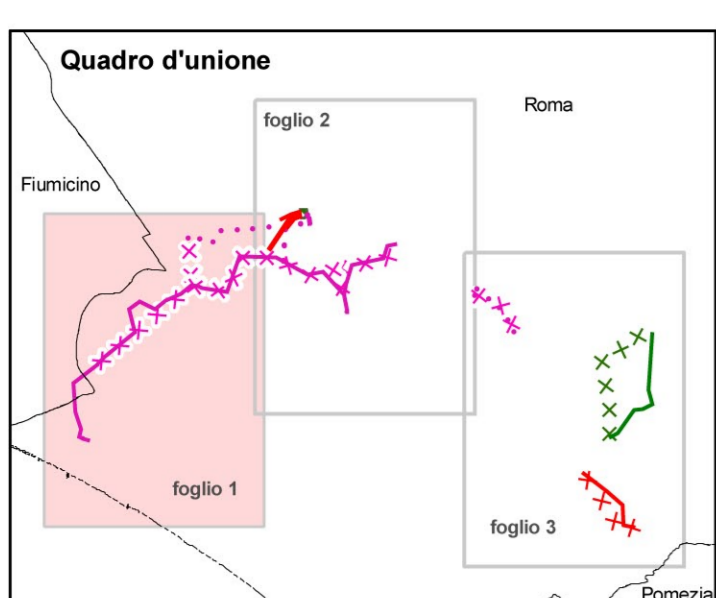 Quadro d'unione
Roma
foglio 2
Fiumicino
foglio 1
foglio 3
Pomezia